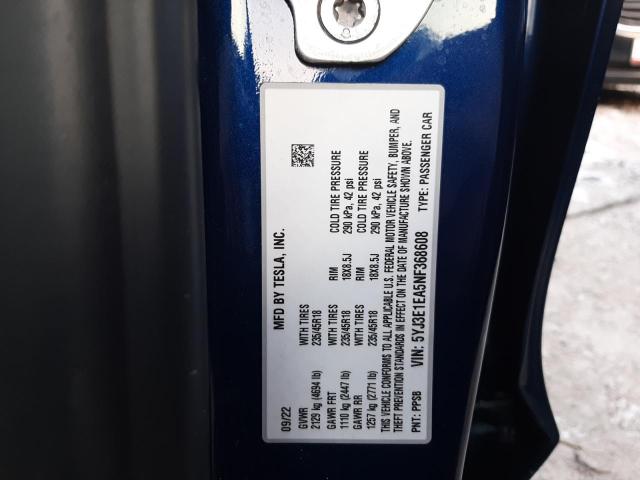 MFD BY TESLA, INC.
09/22
GVWR WITH TIRES RIM COLD TIRE PRESSURE
2129 kg (4694 lb) 235/45R18 18X8.5J 290 kPa, 42 psi
GAWR FRT WITH TIRES RIM COLD TIRE PRESSURE
1110 kg (2447 lb) 235/45R18 18X8.5J 290 kPa, 42 psi
GAWR RR
1257 kg (2771 lb)
THIS VEHICLE CONFORMS TO ALL APPLICABLE U.S. FEDERAL MOTOR VEHICLE SAFETY, BUMPER, AND
THEFT PREVENTION STANDARDS IN EFFECT ON THE DATE OF MANUFACTURE SHOWN ABOVE.
VIN: 5YJ3E1EA5NF368608
PNT: PPSB TYPE: PASSENGER CAR